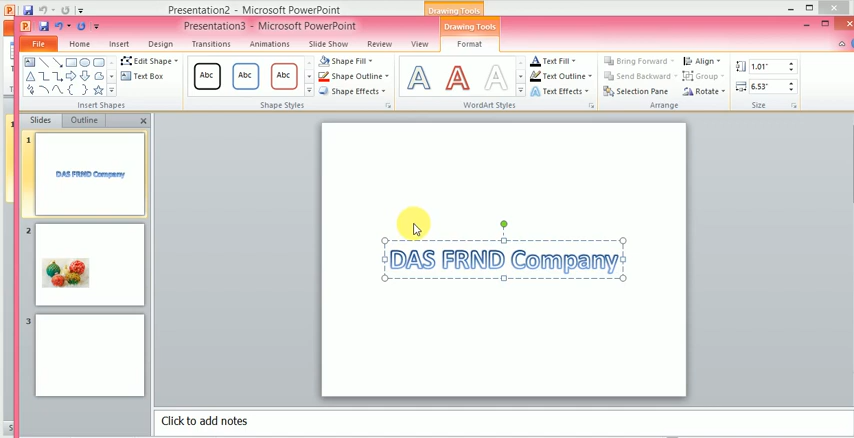 Presentation2 - Microsoft PowerPoint
Drawing Tools
Presentation3 - Microsoft PowerPoint
Drawing Tools
File Home Insert Design Transitions Animations Slide Show Review View Format
Edit Shape
Text Box
Insert Shapes
Abc Abc Abc
Shape Fill
Shape Outline
Shape Effects
Shape Styles
A A A
Text Fill
Text Outline
Text Effects
WordArt Styles
Bring Forward
Send Backward
Selection Pane
Align
Group
Rotate
Arrange
1.01"
6.53"
Size
Slides Outline
1
DAS FRND Company
2
3
DAS FRND Company
Click to add notes